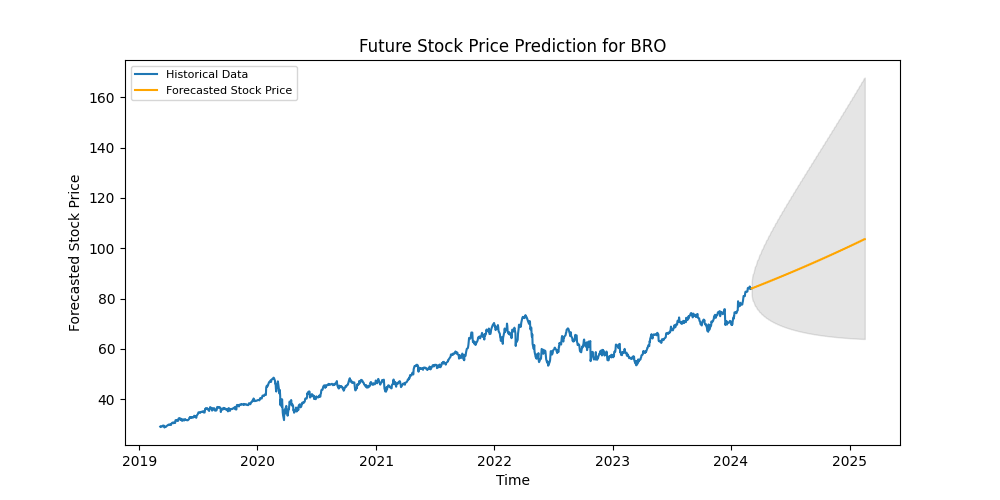 Future Stock Price Prediction for BRO
Historical Data
Forecasted Stock Price
160
140
120
100
80
60
40
Forecasted Stock Price
2019
2020
2021
2022
2023
2024
2025
Time